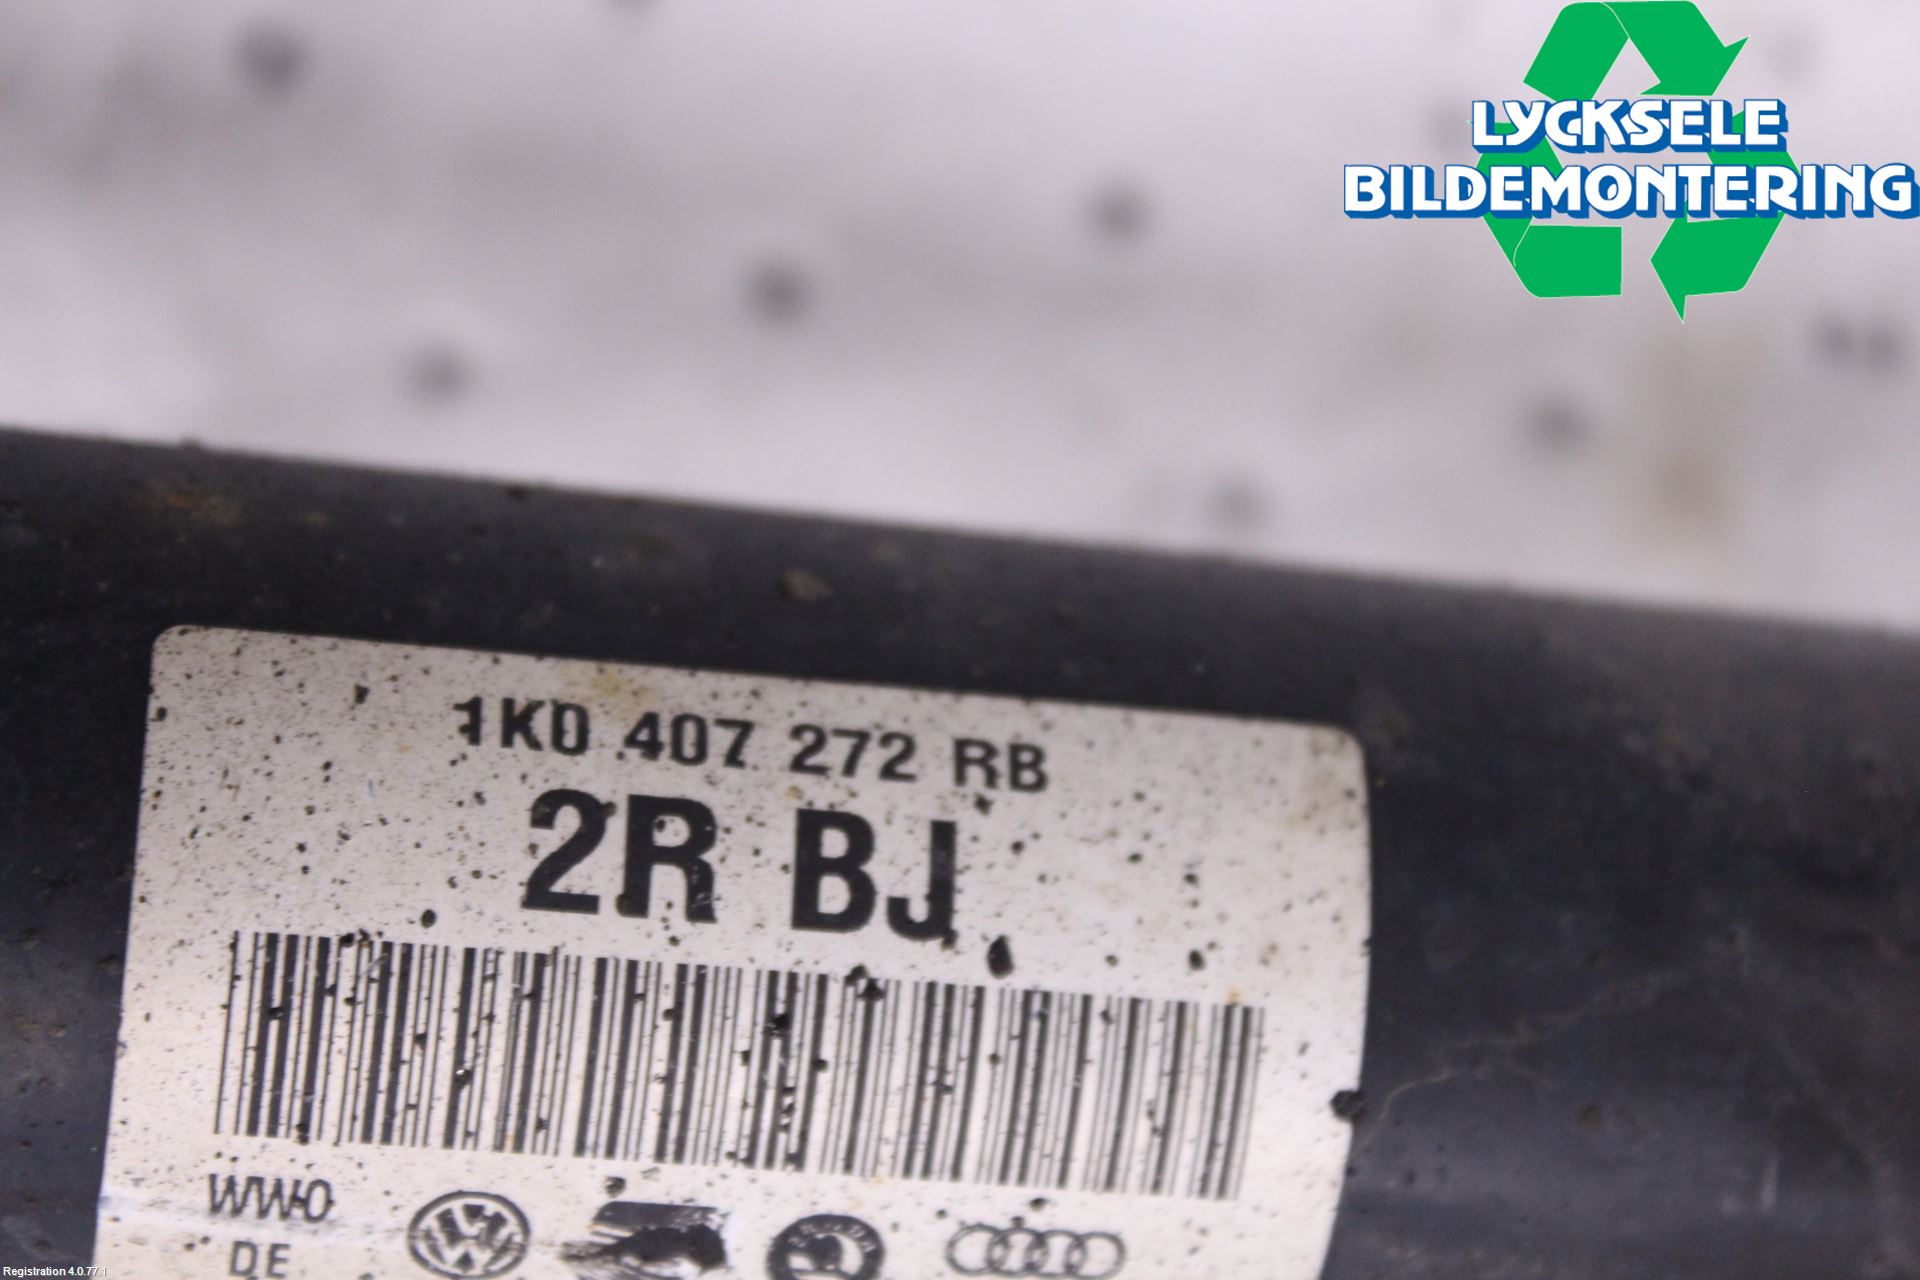 LYCKSELE
BILDEMONTERING
1K0 407 272 RB
2R BJ
WWO
DE
Registration 4.0.77.1